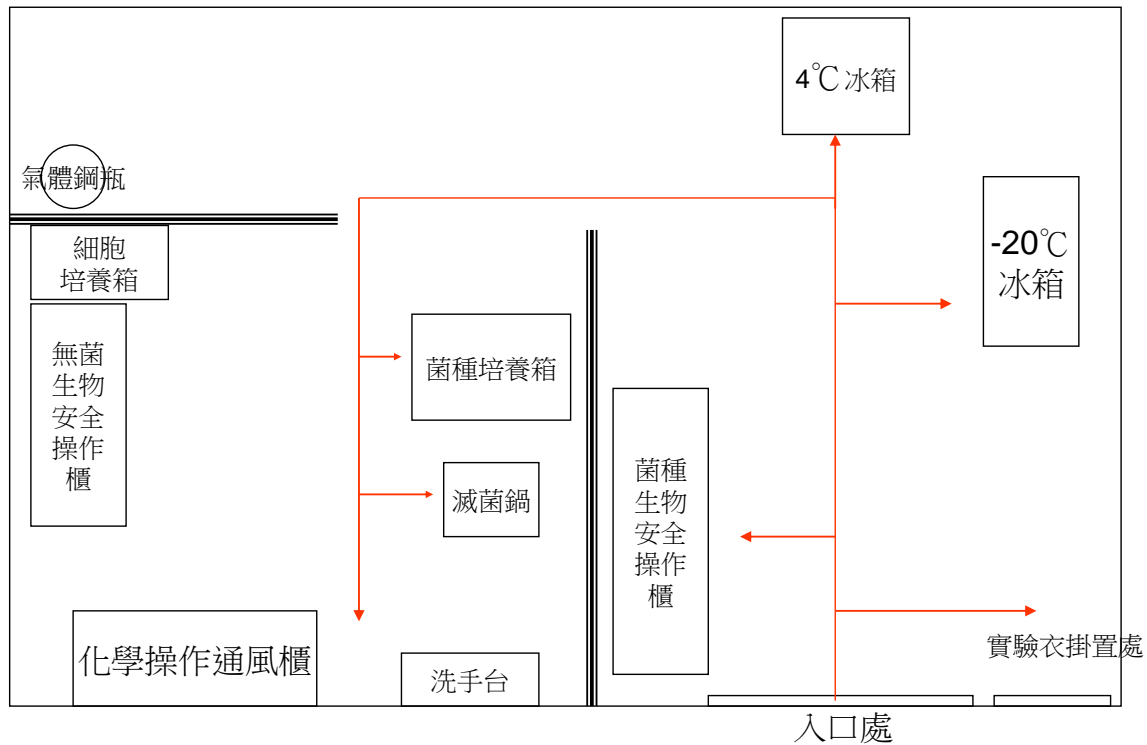 4℃ 冰箱
氣體鋼瓶
-20℃
冰箱
細胞
培養箱
無菌
生物
安全
操作
櫃
菌種培養箱
滅菌鍋
菌種
生物
安全
操作
櫃
化學操作通風櫃
洗手台
實驗衣掛置處
入口處